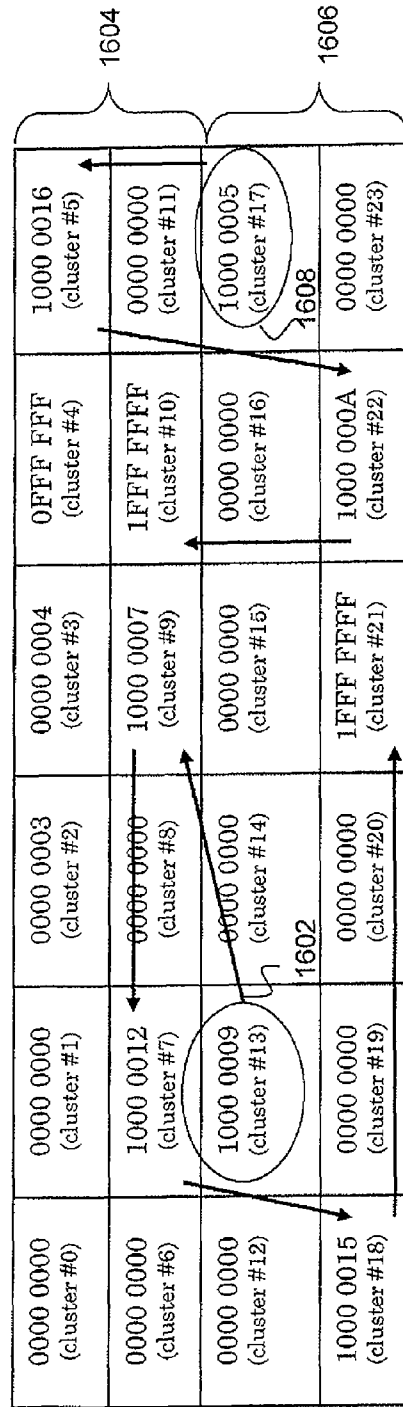 0000 0000
(cluster #0)
0000 0000
(cluster #1)
0000 0003
(cluster #2)
0000 0004
(cluster #3)
0FFF FFFF
(cluster #4)
1000 0016
(cluster #5)
1604
0000 0000
(cluster #6)
1000 0012
(cluster #7)
0000 0000
(cluster #8)
1000 0007
(cluster #9)
1FFF FFFF
(cluster #10)
0000 0000
(cluster #11)
0000 0000
(cluster #12)
1000 0009
(cluster #13)
1602
0000 0000
(cluster #14)
0000 0000
(cluster #15)
0000 0000
(cluster #16)
1000 0005
(cluster #17)
1608
1606
1000 0015
(cluster #18)
0000 0000
(cluster #19)
0000 0000
(cluster #20)
1FFF FFFF
(cluster #21)
1000 000A
(cluster #22)
0000 0000
(cluster #23)